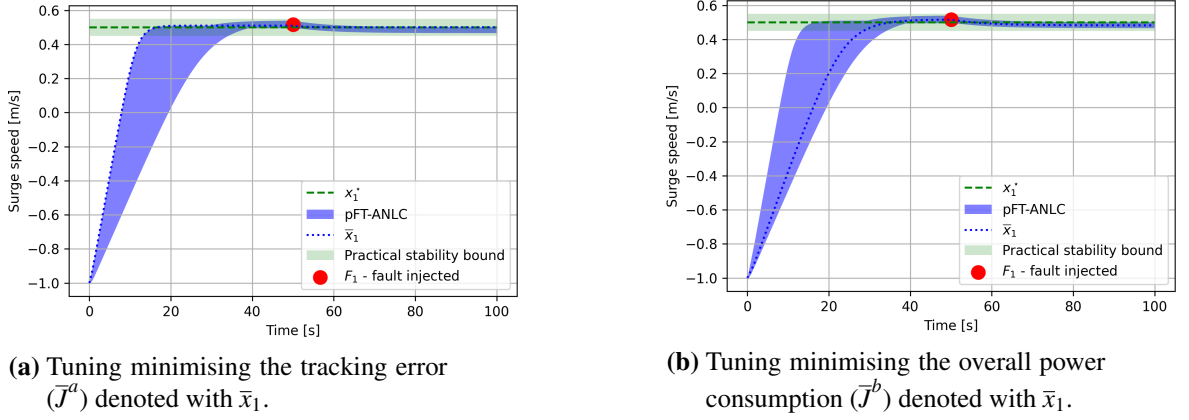 0.6
0.4
0.2
0.0
−0.2
−0.4
−0.6
−0.8
−1.0
Surge speed [m/s]
0
20
40
60
80
100
Time [s]
x₁*
pFT-ANLC
x̅₁
Practical stability bound
F₁ - fault injected
(a) Tuning minimising the tracking error
(J̅ᵃ) denoted with x̅₁.
0.6
0.4
0.2
0.0
−0.2
−0.4
−0.6
−0.8
−1.0
Surge speed [m/s]
0
20
40
60
80
100
Time [s]
x₁*
pFT-ANLC
x̅₁
Practical stability bound
F₁ - fault injected
(b) Tuning minimising the overall power
consumption (J̅ᵇ) denoted with x̅₁.